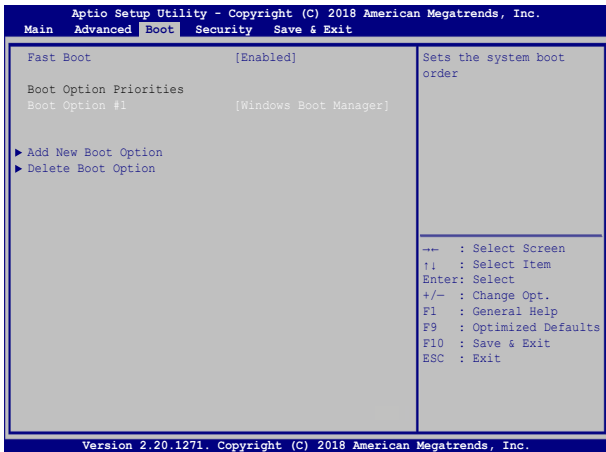 Aptio Setup Utility - Copyright (C) 2018 American Megatrends, Inc.
Main Advanced Boot Security Save & Exit
Fast Boot [Enabled]
Boot Option Priorities
Boot Option #1 [Windows Boot Manager]
▶ Add New Boot Option
▶ Delete Boot Option
Sets the system boot
order
→← : Select Screen
↑↓ : Select Item
Enter: Select
+/— : Change Opt.
F1 : General Help
F9 : Optimized Defaults
F10 : Save & Exit
ESC : Exit
Version 2.20.1271. Copyright (C) 2018 American Megatrends, Inc.